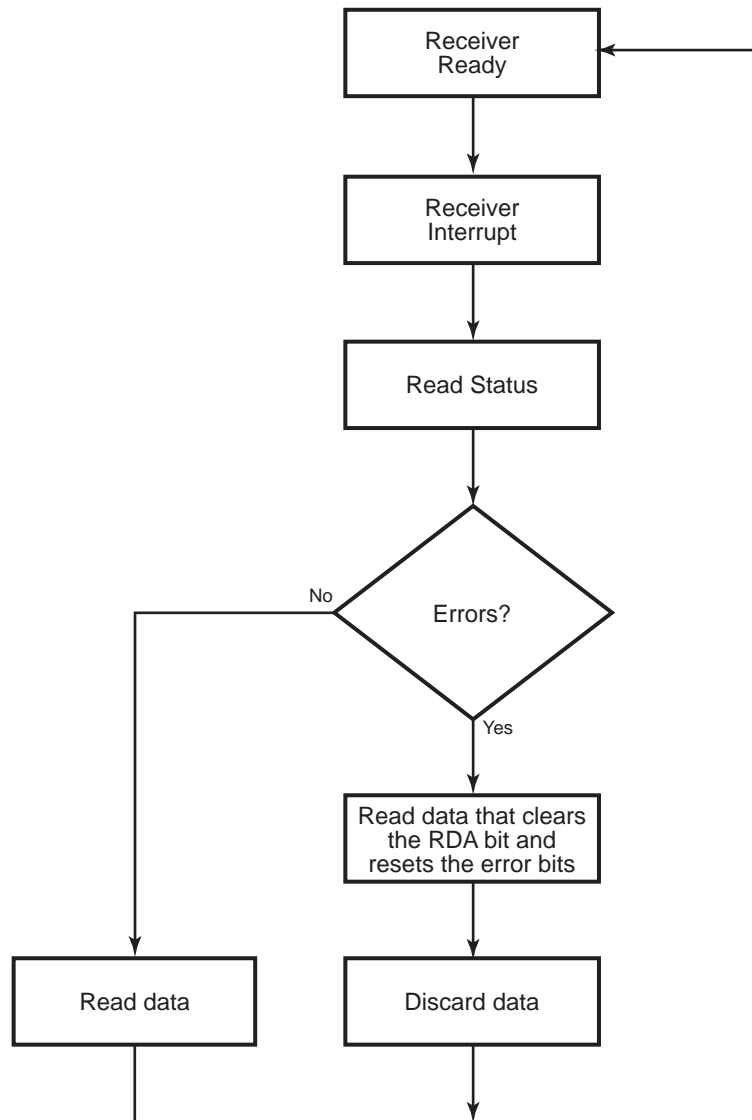 Receiver
Ready
Receiver
Interrupt
Read Status
Errors?
No
Yes
Read data that clears
the RDA bit and
resets the error bits
Read data
Discard data